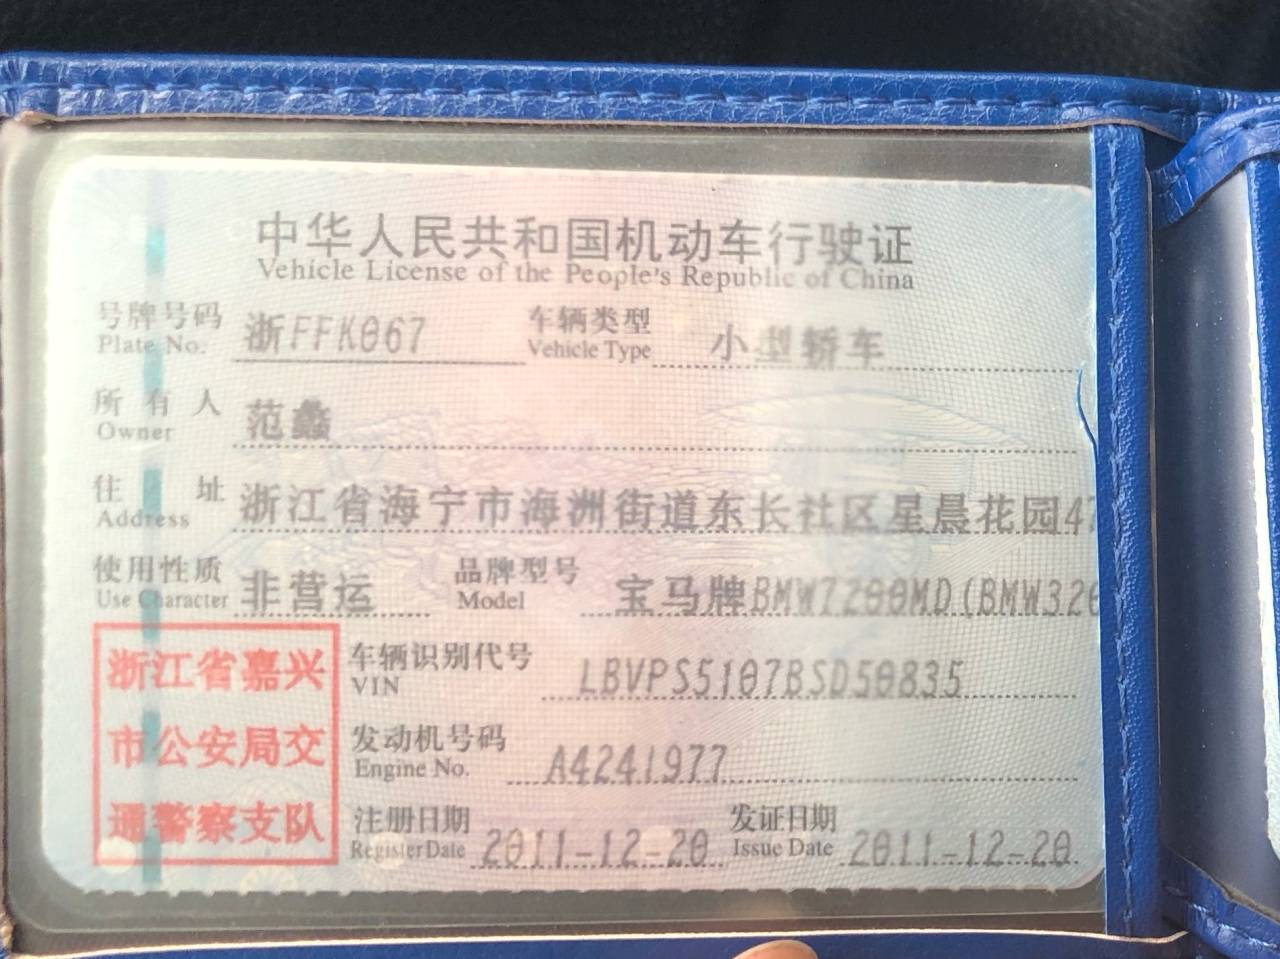 中华人民共和国机动车行驶证
Vehicle License of the People's Republic of China
号牌号码 浙FFK067 车辆类型 小型轿车
Plate No. Vehicle Type
所有人 范蠡
Owner
住址 浙江省海宁市海洲街道东长社区星晨花园47
Address
使用性质 非营运 品牌型号 宝马牌BMW7200MD(BMW320
Use Character Model
浙江省嘉兴
市公安局交
通警察支队
车辆识别代号 LBVPS5107BSD50835
VIN
发动机号码 A4241977
Engine No.
注册日期 2011-12-20 发证日期 2011-12-20
Register Date Issue Date